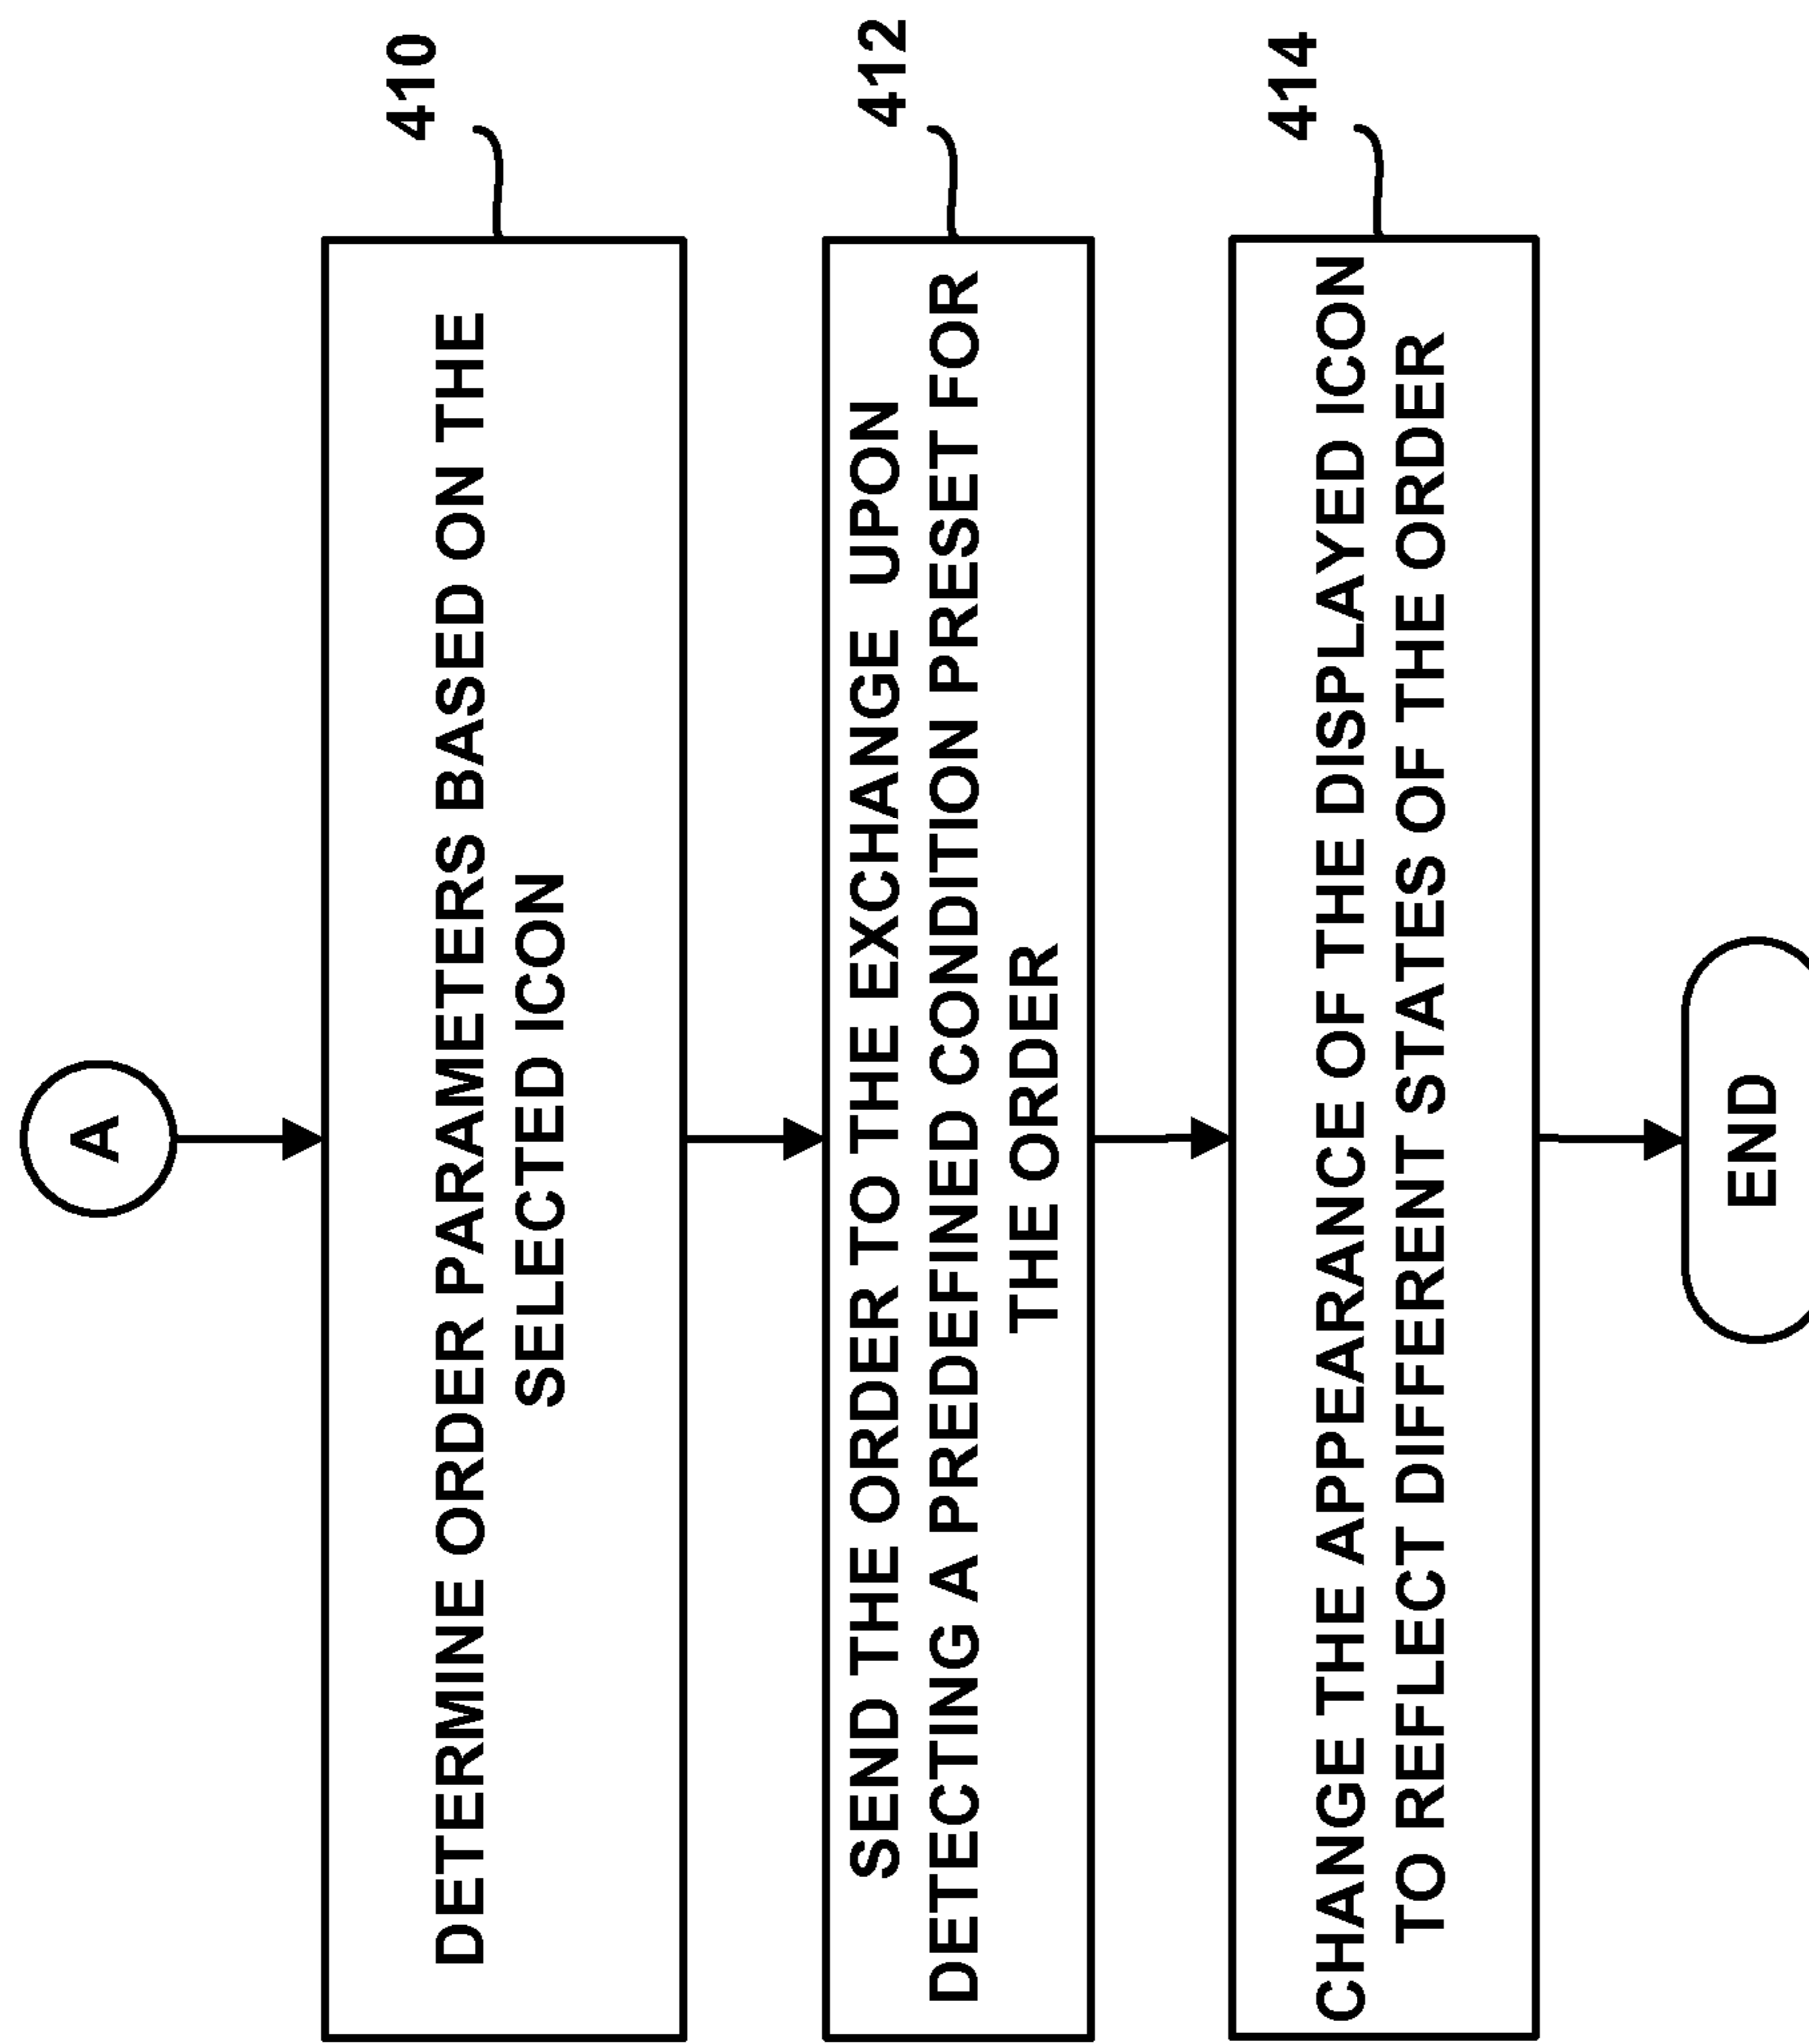 A
410
DETERMINE ORDER PARAMETERS BASED ON THE
SELECTED ICON
412
SEND THE ORDER TO THE EXCHANGE UPON
DETECTING A PREDEFINED CONDITION PRESET FOR
THE ORDER
414
CHANGE THE APPEARANCE OF THE DISPLAYED ICON
TO REFLECT DIFFERENT STATES OF THE ORDER
END